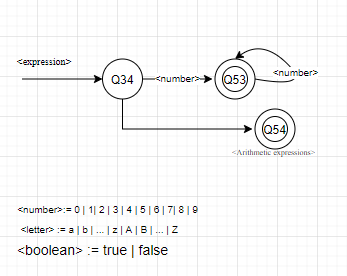 <expression>
Q34
<number>
Q53
<number>
Q54
<Arithmetic expressions>
<number>:= 0 | 1| 2 | 3 | 4 | 5 | 6 | 7| 8 | 9
<letter> := a | b | ... | z | A | B | ... | Z
<boolean> := true | false